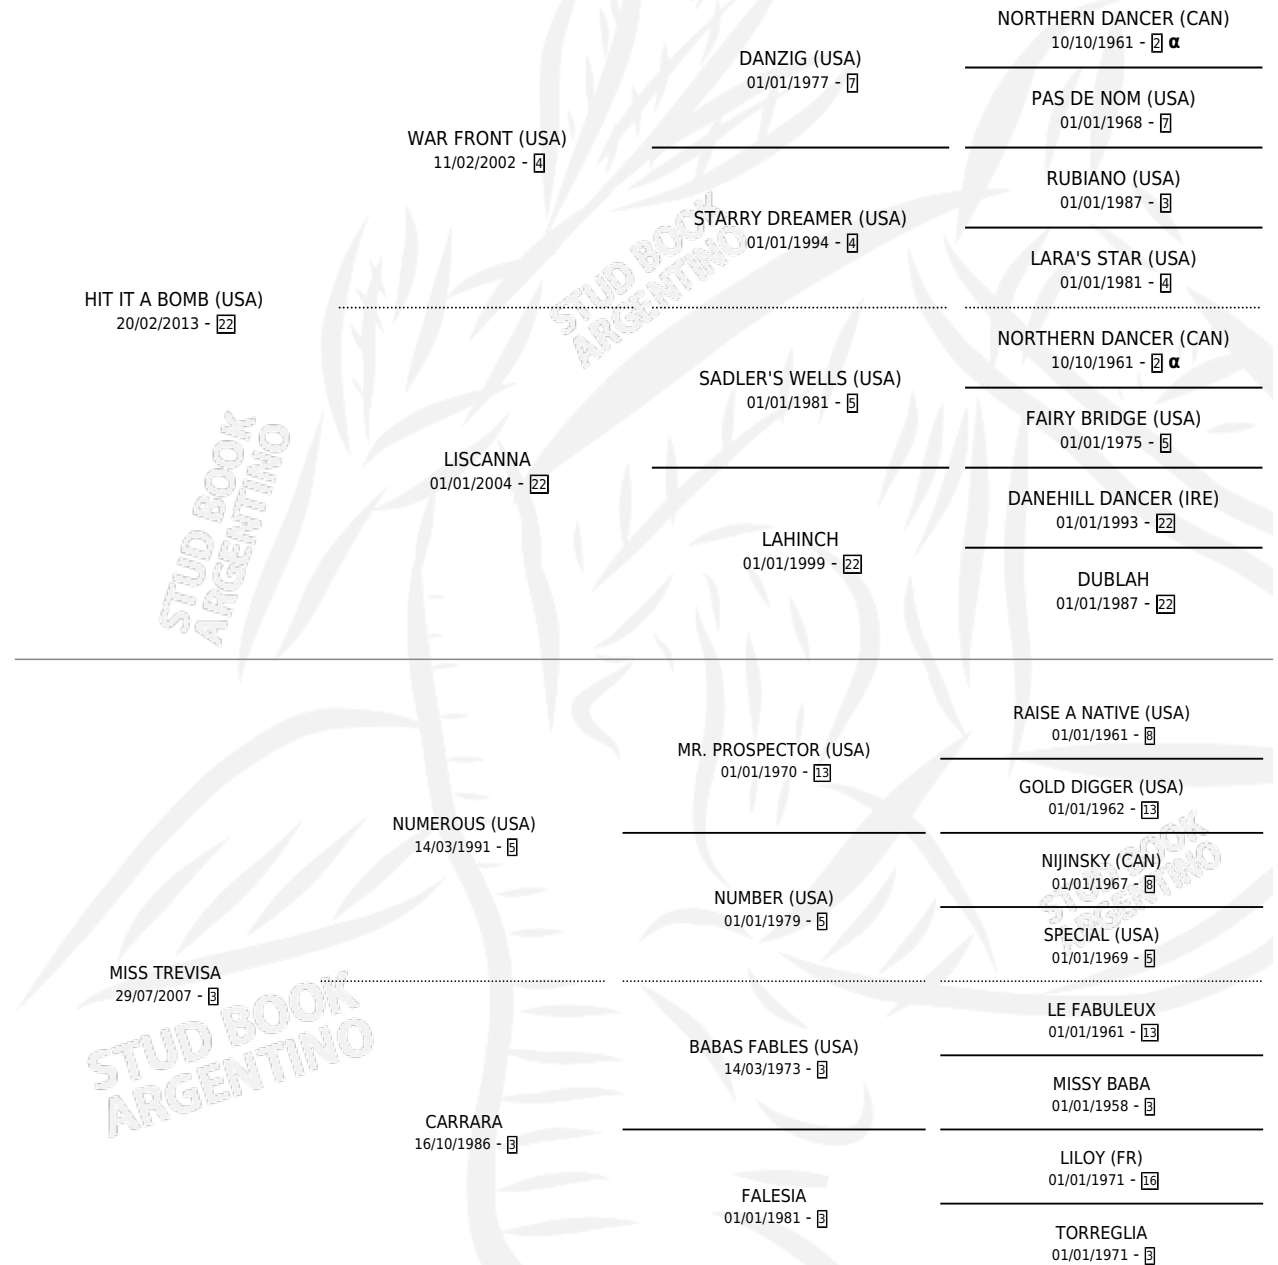 NORTHERN DANCER (CAN)
10/10/1961 - 2 α
DANZIG (USA)
01/01/1977 - 7
PAS DE NOM (USA)
01/01/1968 - 7
WAR FRONT (USA)
11/02/2002 - 4
RUBIANO (USA)
01/01/1987 - 3
STARRY DREAMER (USA)
01/01/1994 - 4
LARA'S STAR (USA)
01/01/1981 - 4
HIT IT A BOMB (USA)
20/02/2013 - 22
NORTHERN DANCER (CAN)
10/10/1961 - 2 α
SADLER'S WELLS (USA)
01/01/1981 - 5
FAIRY BRIDGE (USA)
01/01/1975 - 5
LISCANNA
01/01/2004 - 22
DANEHILL DANCER (IRE)
01/01/1993 - 22
LAHINCH
01/01/1999 - 22
DUBLAH
01/01/1987 - 22
RAISE A NATIVE (USA)
01/01/1961 - 8
MR. PROSPECTOR (USA)
01/01/1970 - 13
GOLD DIGGER (USA)
01/01/1962 - 13
NUMEROUS (USA)
14/03/1991 - 5
NIJINSKY (CAN)
01/01/1967 - 8
NUMBER (USA)
01/01/1979 - 5
SPECIAL (USA)
01/01/1969 - 5
MISS TREVISA
29/07/2007 - 3
LE FABULEUX
01/01/1961 - 13
BABAS FABLES (USA)
14/03/1973 - 3
MISSY BABA
01/01/1958 - 3
CARRARA
16/10/1986 - 3
LILOY (FR)
01/01/1971 - 16
FALESIA
01/01/1981 - 3
TORREGLIA
01/01/1971 - 3
STUD BOOK
ARGENTINO
STUD BOOK
ARGENTINO
STUD BOOK
ARGENTINO
STUD BOOK
ARGENTINO